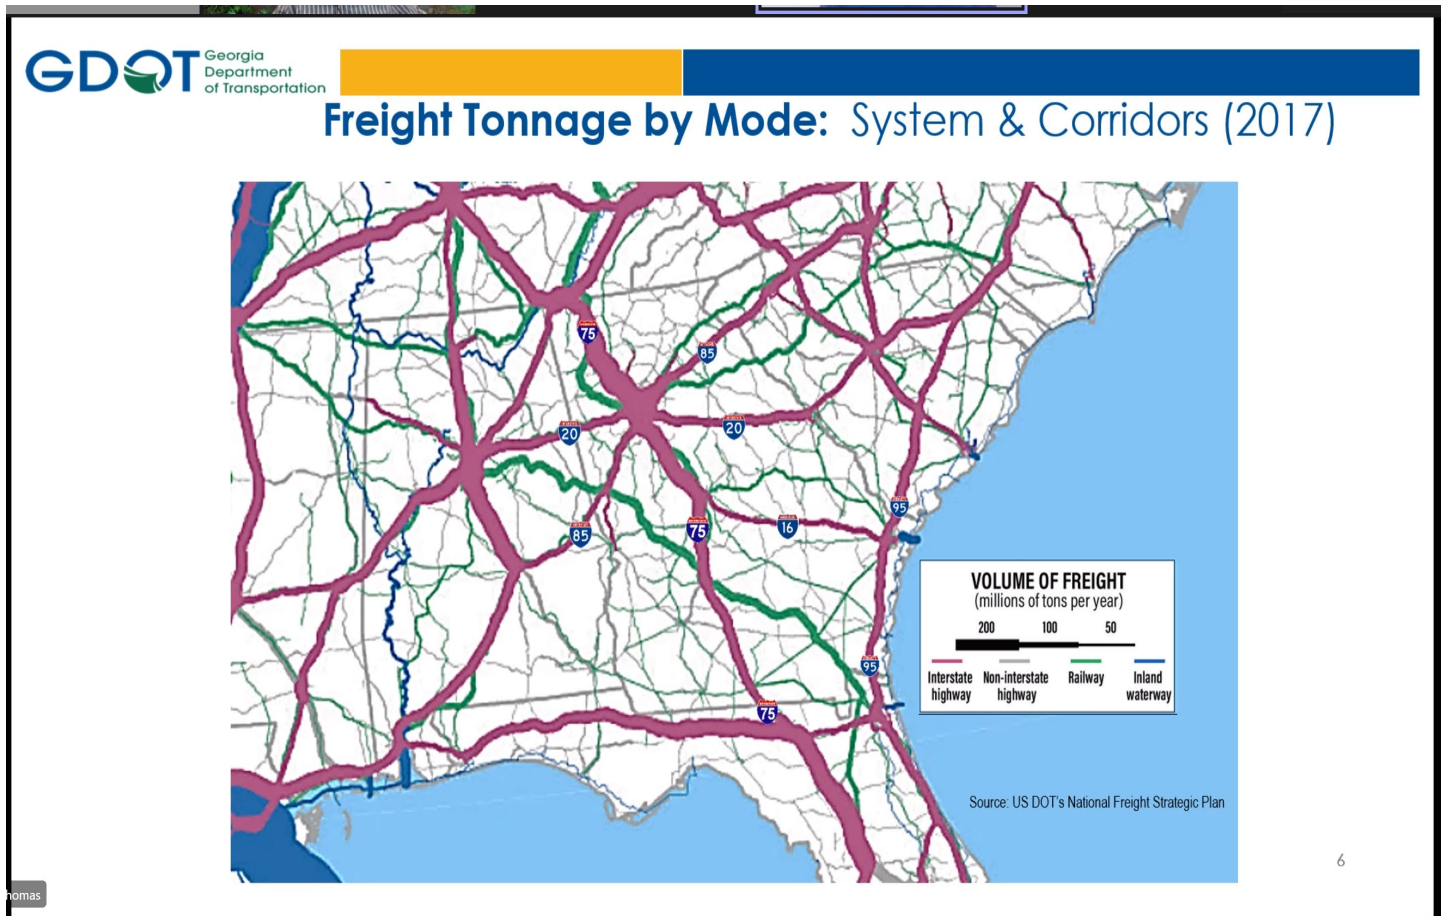 GDOT
Georgia
Department
of Transportation
Freight Tonnage by Mode: System & Corridors (2017)
75
85
20
20
95
85
75
16
VOLUME OF FREIGHT
(millions of tons per year)
200 100 50
95
Interstate highway
Non-interstate highway
Railway
Inland waterway
75
Source: US DOT's National Freight Strategic Plan
6
homas